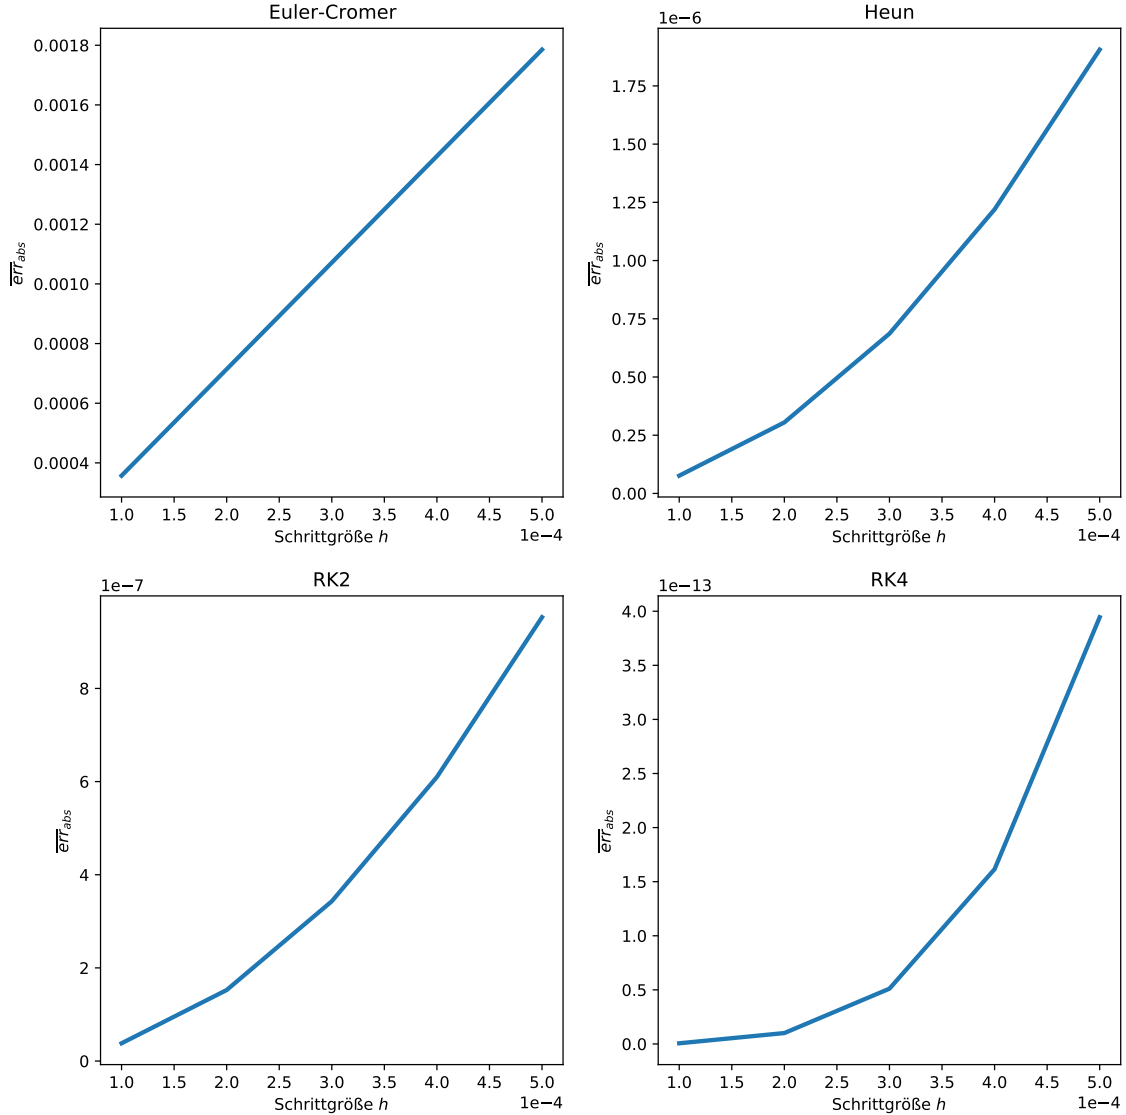 Euler-Cromer
0.0018
0.0016
0.0014
0.0012
0.0010
0.0008
0.0006
0.0004
err_abs
1.0 1.5 2.0 2.5 3.0 3.5 4.0 4.5 5.0
Schrittgröße h
1e−4
Heun
1e−6
1.75
1.50
1.25
1.00
0.75
0.50
0.25
0.00
err_abs
1.0 1.5 2.0 2.5 3.0 3.5 4.0 4.5 5.0
Schrittgröße h
1e−4
RK2
1e−7
8
6
4
2
0
err_abs
1.0 1.5 2.0 2.5 3.0 3.5 4.0 4.5 5.0
Schrittgröße h
1e−4
RK4
1e−13
4.0
3.5
3.0
2.5
2.0
1.5
1.0
0.5
0.0
err_abs
1.0 1.5 2.0 2.5 3.0 3.5 4.0 4.5 5.0
Schrittgröße h
1e−4